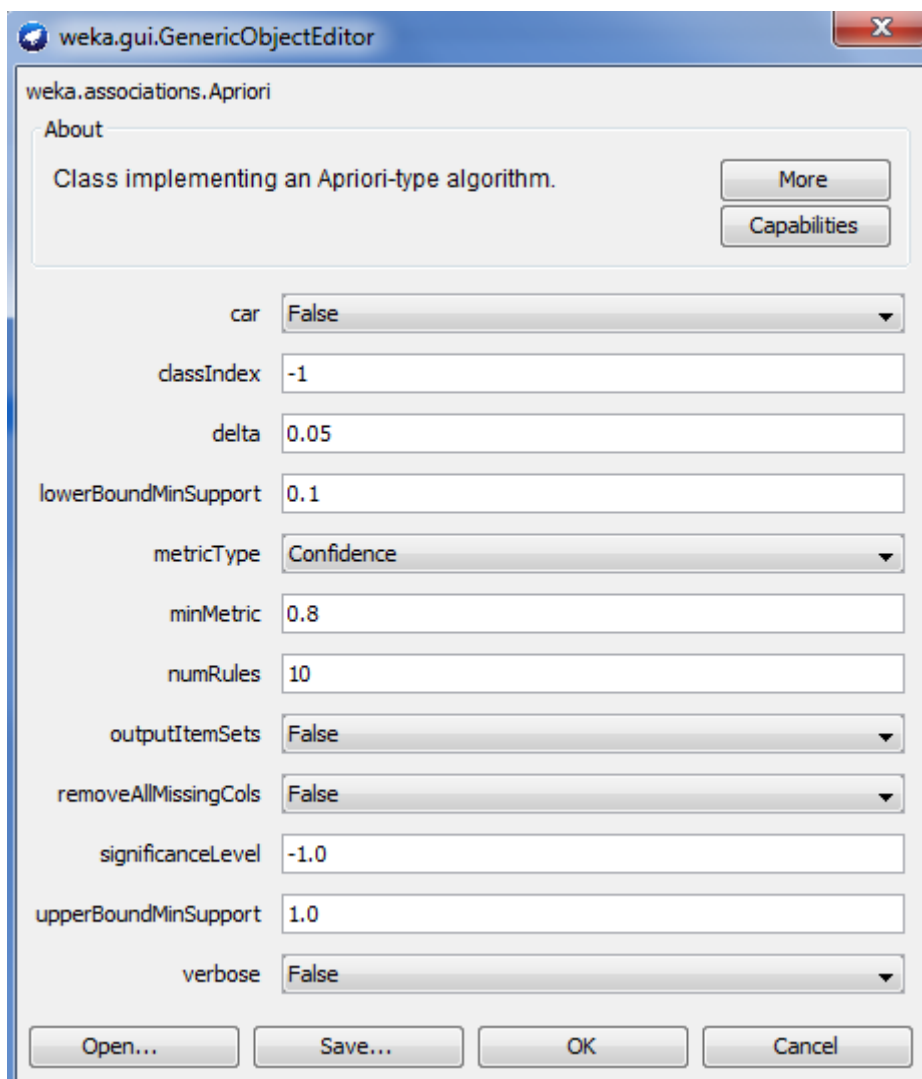 weka.gui.GenericObjectEditor
weka.associations.Apriori
About
Class implementing an Apriori-type algorithm.
More
Capabilities
car False
classIndex -1
delta 0.05
lowerBoundMinSupport 0.1
metricType Confidence
minMetric 0.8
numRules 10
outputItemSets False
removeAllMissingCols False
significanceLevel -1.0
upperBoundMinSupport 1.0
verbose False
Open... Save... OK Cancel